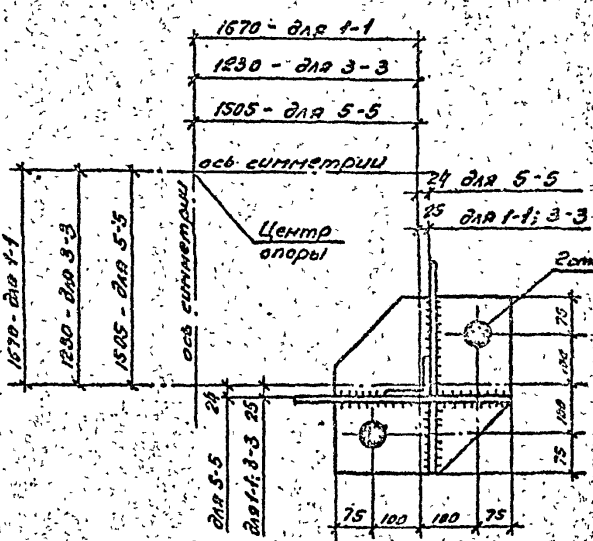 1670 - для 1-1
1230 - для 3-3
1505 - для 5-5
ось симметрии
24 для 5-5
25
для 1-1; 3-3
Центр
опоры
2от
ось симметрии
1670 - для 1-1
1230 - для 3-3
1505 - для 5-5
75
100
100
75
24
25
для 5-5
для 1-1; 3-3
75
100
100
75